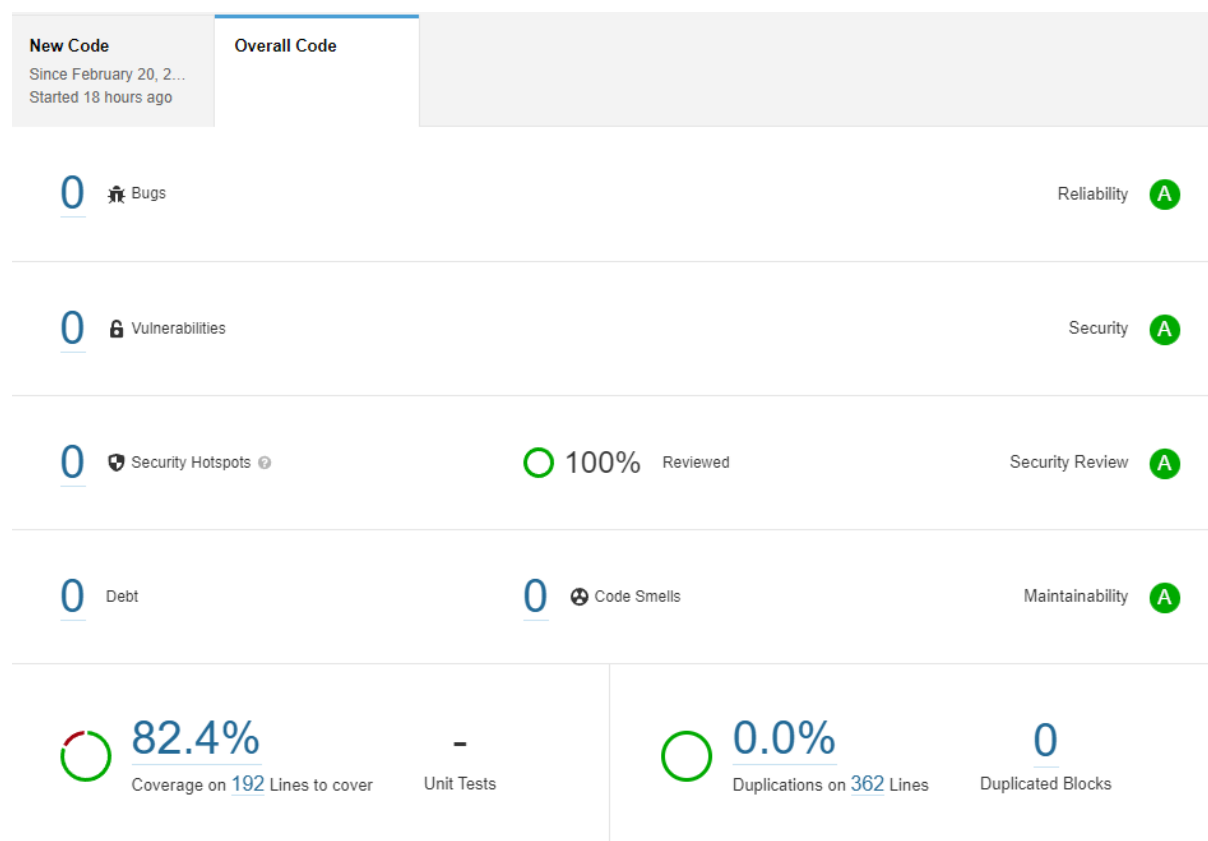 New Code
Since February 20, 2...
Started 18 hours ago
Overall Code
0 Bugs
Reliability A
0 Vulnerabilities
Security A
0 Security Hotspots ?
100% Reviewed
Security Review A
0 Debt
0 Code Smells
Maintainability A
82.4%
Coverage on 192 Lines to cover
-
Unit Tests
0.0%
Duplications on 362 Lines
0
Duplicated Blocks